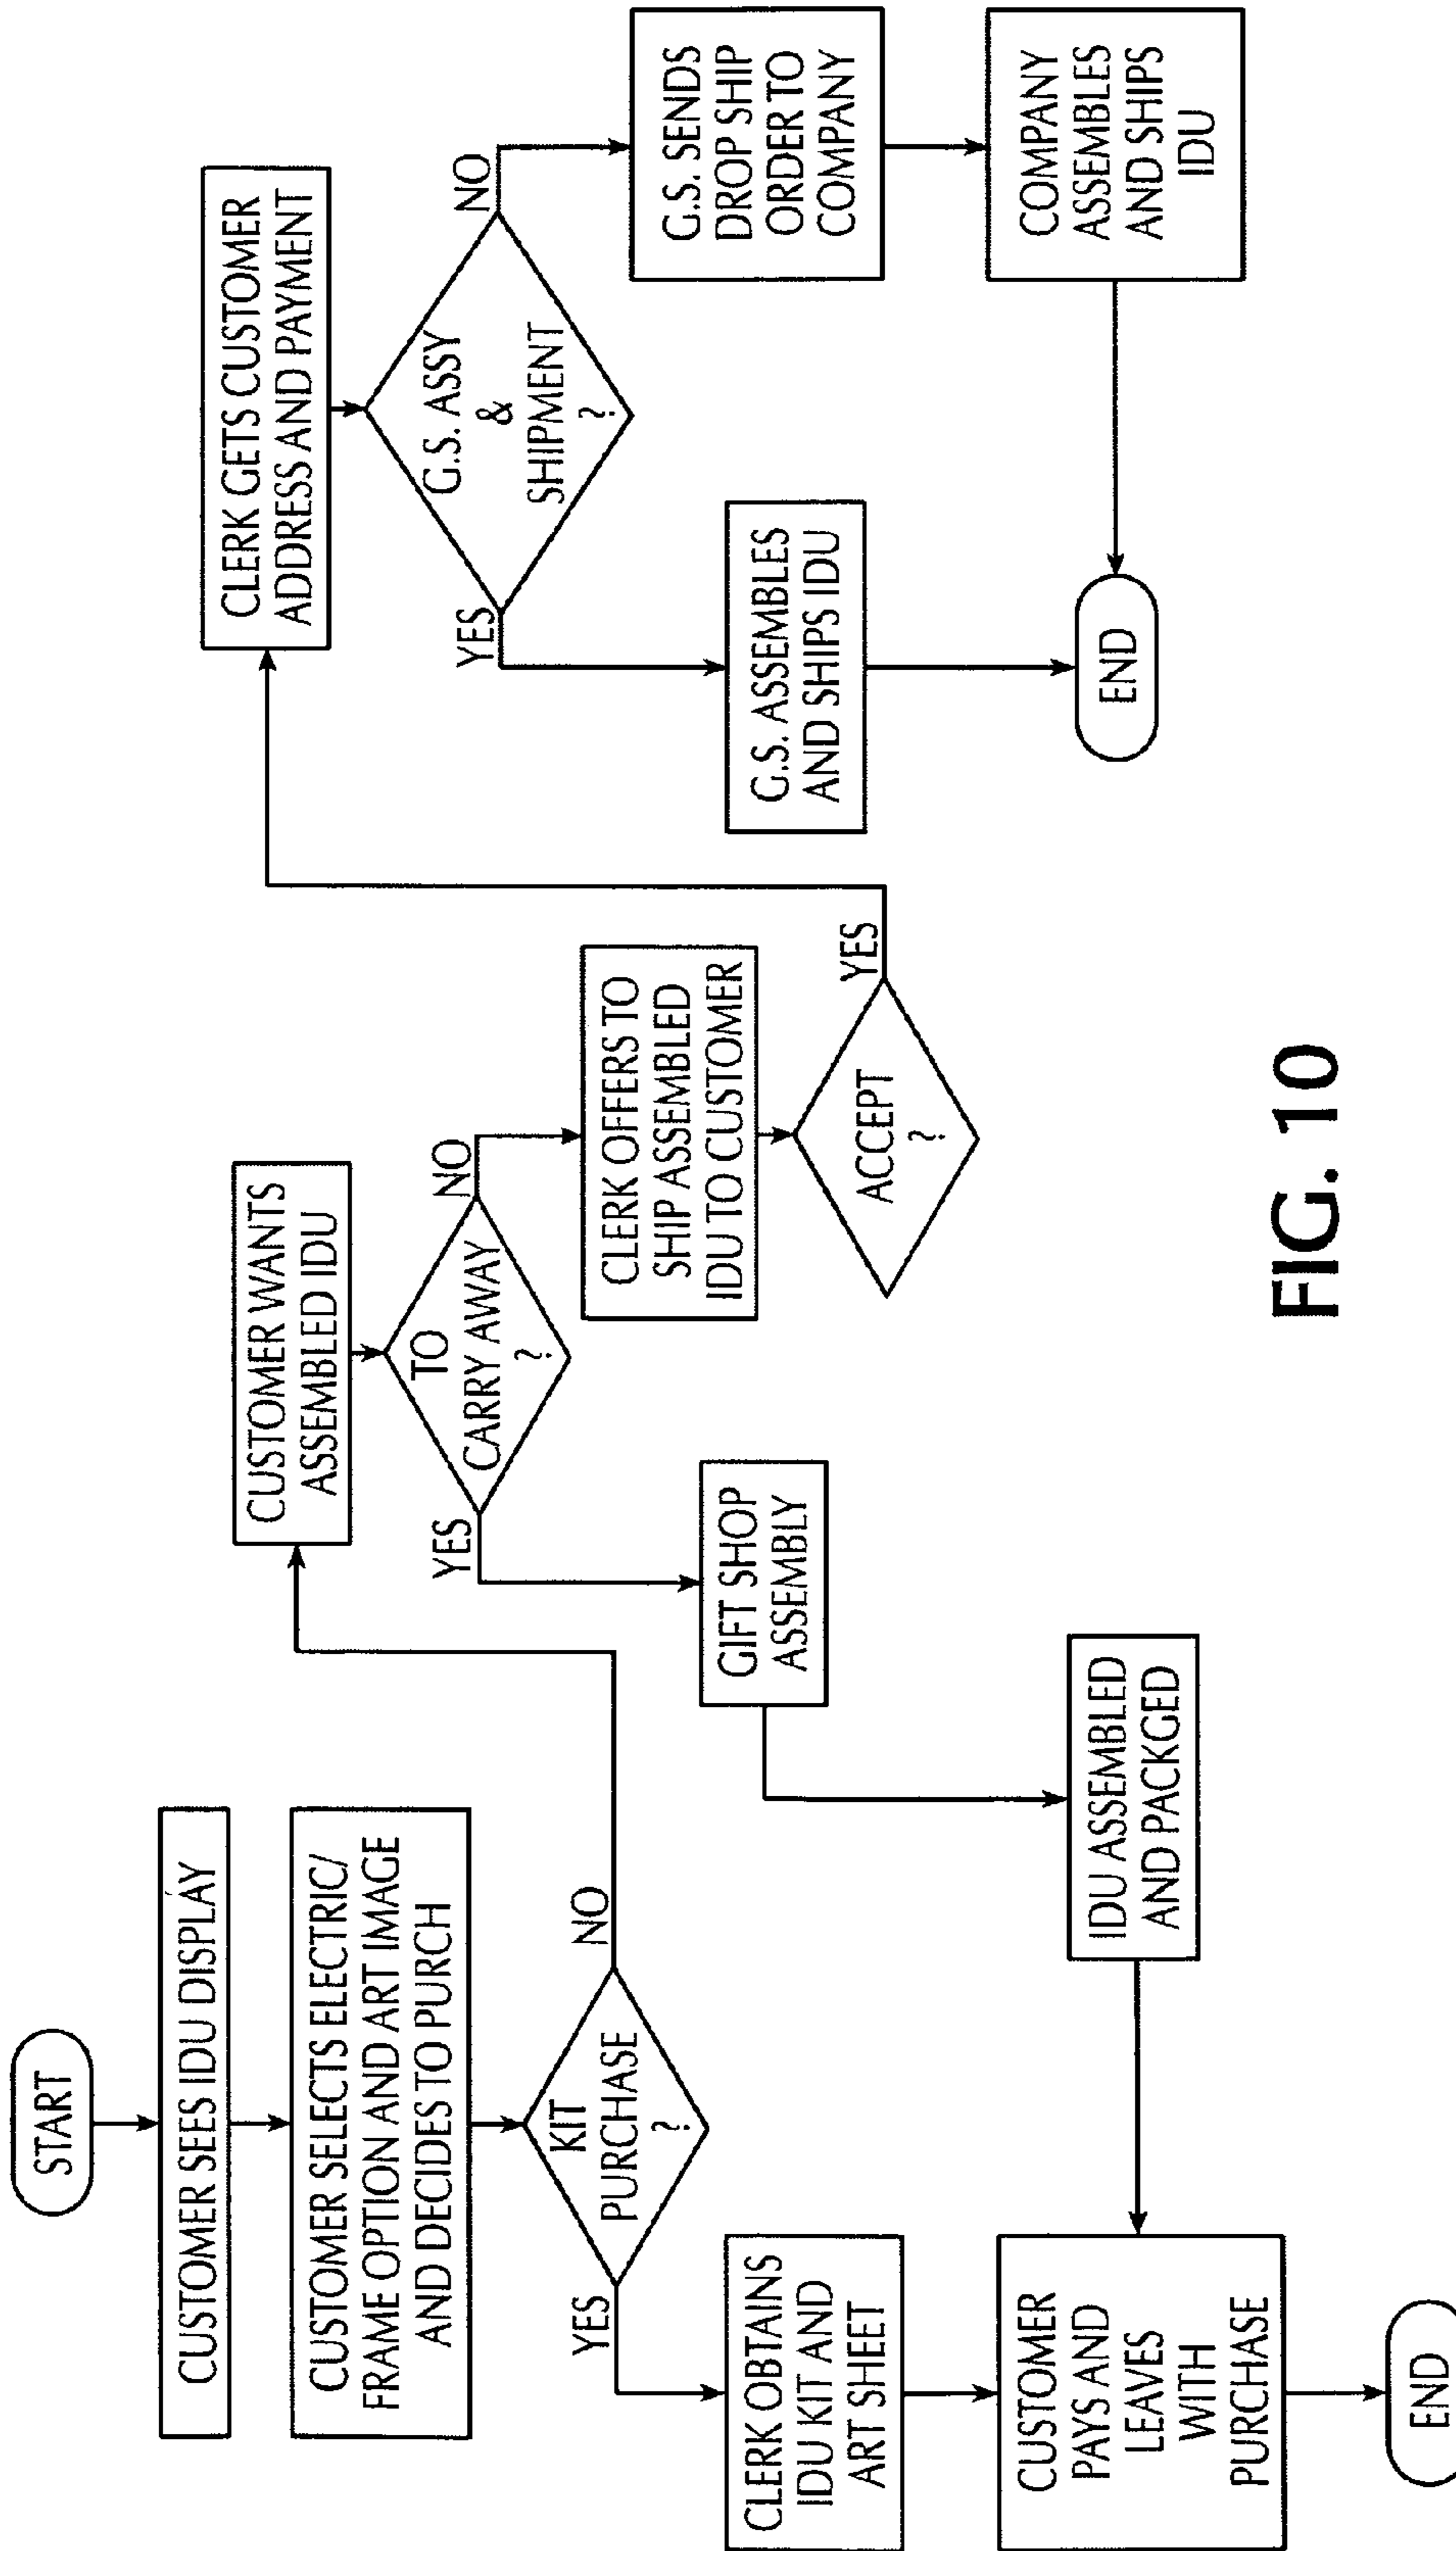 START
CUSTOMER SEES IDU DISPLAY
CUSTOMER SELECTS ELECTRIC/
FRAME OPTION AND ART IMAGE
AND DECIDES TO PURCH
KIT
PURCHASE
?
YES
NO
CLERK OBTAINS
IDU KIT AND
ART SHEET
CUSTOMER
PAYS AND
LEAVES
WITH
PURCHASE
END
CUSTOMER WANTS
ASSEMBLED IDU
TO
CARRY AWAY
?
YES
NO
GIFT SHOP
ASSEMBLY
IDU ASSEMBLED
AND PACKGED
CLERK OFFERS TO
SHIP ASSEMBLED
IDU TO CUSTOMER
ACCEPT
?
YES
CLERK GETS CUSTOMER
ADDRESS AND PAYMENT
G.S. ASSY
&
SHIPMENT
?
YES
NO
G.S. ASSEMBLES
AND SHIPS IDU
G.S. SENDS
DROP SHIP
ORDER TO
COMPANY
COMPANY
ASSEMBLES
AND SHIPS
IDU
END
FIG. 10